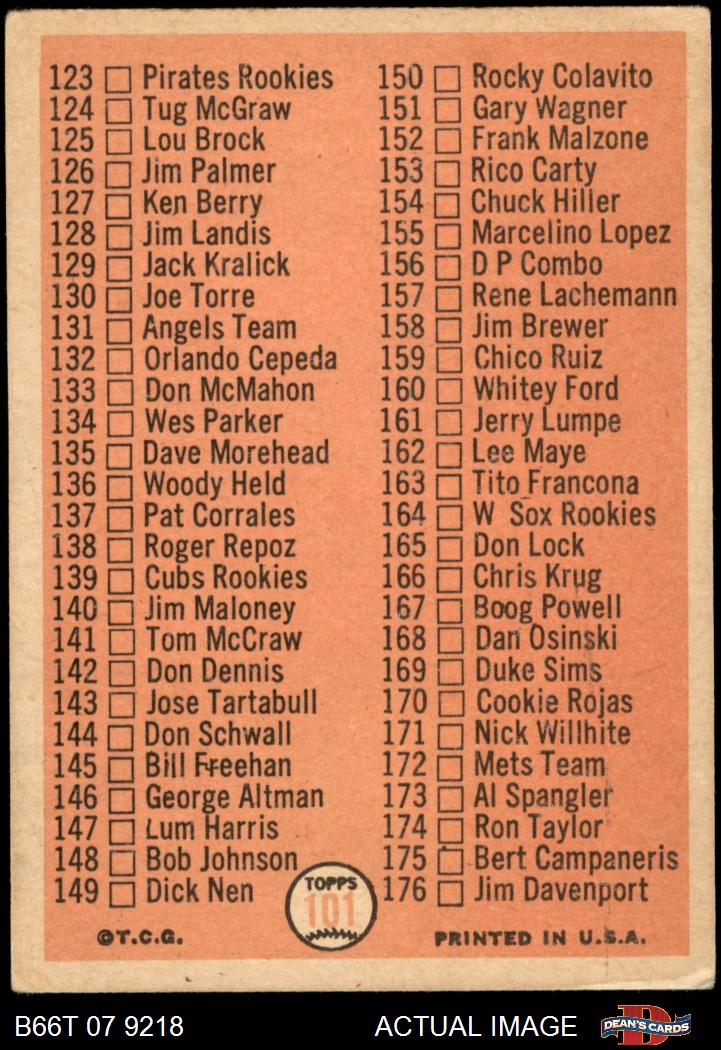 123 Pirates Rookies
124 Tug McGraw
125 Lou Brock
126 Jim Palmer
127 Ken Berry
128 Jim Landis
129 Jack Kralick
130 Joe Torre
131 Angels Team
132 Orlando Cepeda
133 Don McMahon
134 Wes Parker
135 Dave Morehead
136 Woody Held
137 Pat Corrales
138 Roger Repoz
139 Cubs Rookies
140 Jim Maloney
141 Tom McCraw
142 Don Dennis
143 Jose Tartabull
144 Don Schwall
145 Bill Freehan
146 George Altman
147 Lum Harris
148 Bob Johnson
149 Dick Nen
150 Rocky Colavito
151 Gary Wagner
152 Frank Malzone
153 Rico Carty
154 Chuck Hiller
155 Marcelino Lopez
156 D P Combo
157 Rene Lachemann
158 Jim Brewer
159 Chico Ruiz
160 Whitey Ford
161 Jerry Lumpe
162 Lee Maye
163 Tito Francona
164 W Sox Rookies
165 Don Lock
166 Chris Krug
167 Boog Powell
168 Dan Osinski
169 Duke Sims
170 Cookie Rojas
171 Nick Willhite
172 Mets Team
173 Al Spangler
174 Ron Taylor
175 Bert Campaneris
176 Jim Davenport
TOPPS
101
©T.C.G.
PRINTED IN U.S.A.
B66T 07 9218
ACTUAL IMAGE
D
DEAN'S CARDS